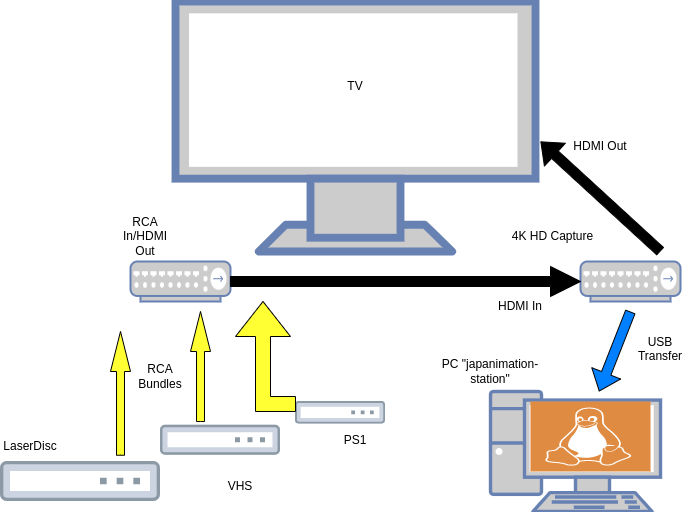 TV
HDMI Out
RCA
In/HDMI
Out
4K HD Capture
HDMI In
USB
Transfer
PC "japanimation-
station"
RCA
Bundles
LaserDisc
PS1
VHS